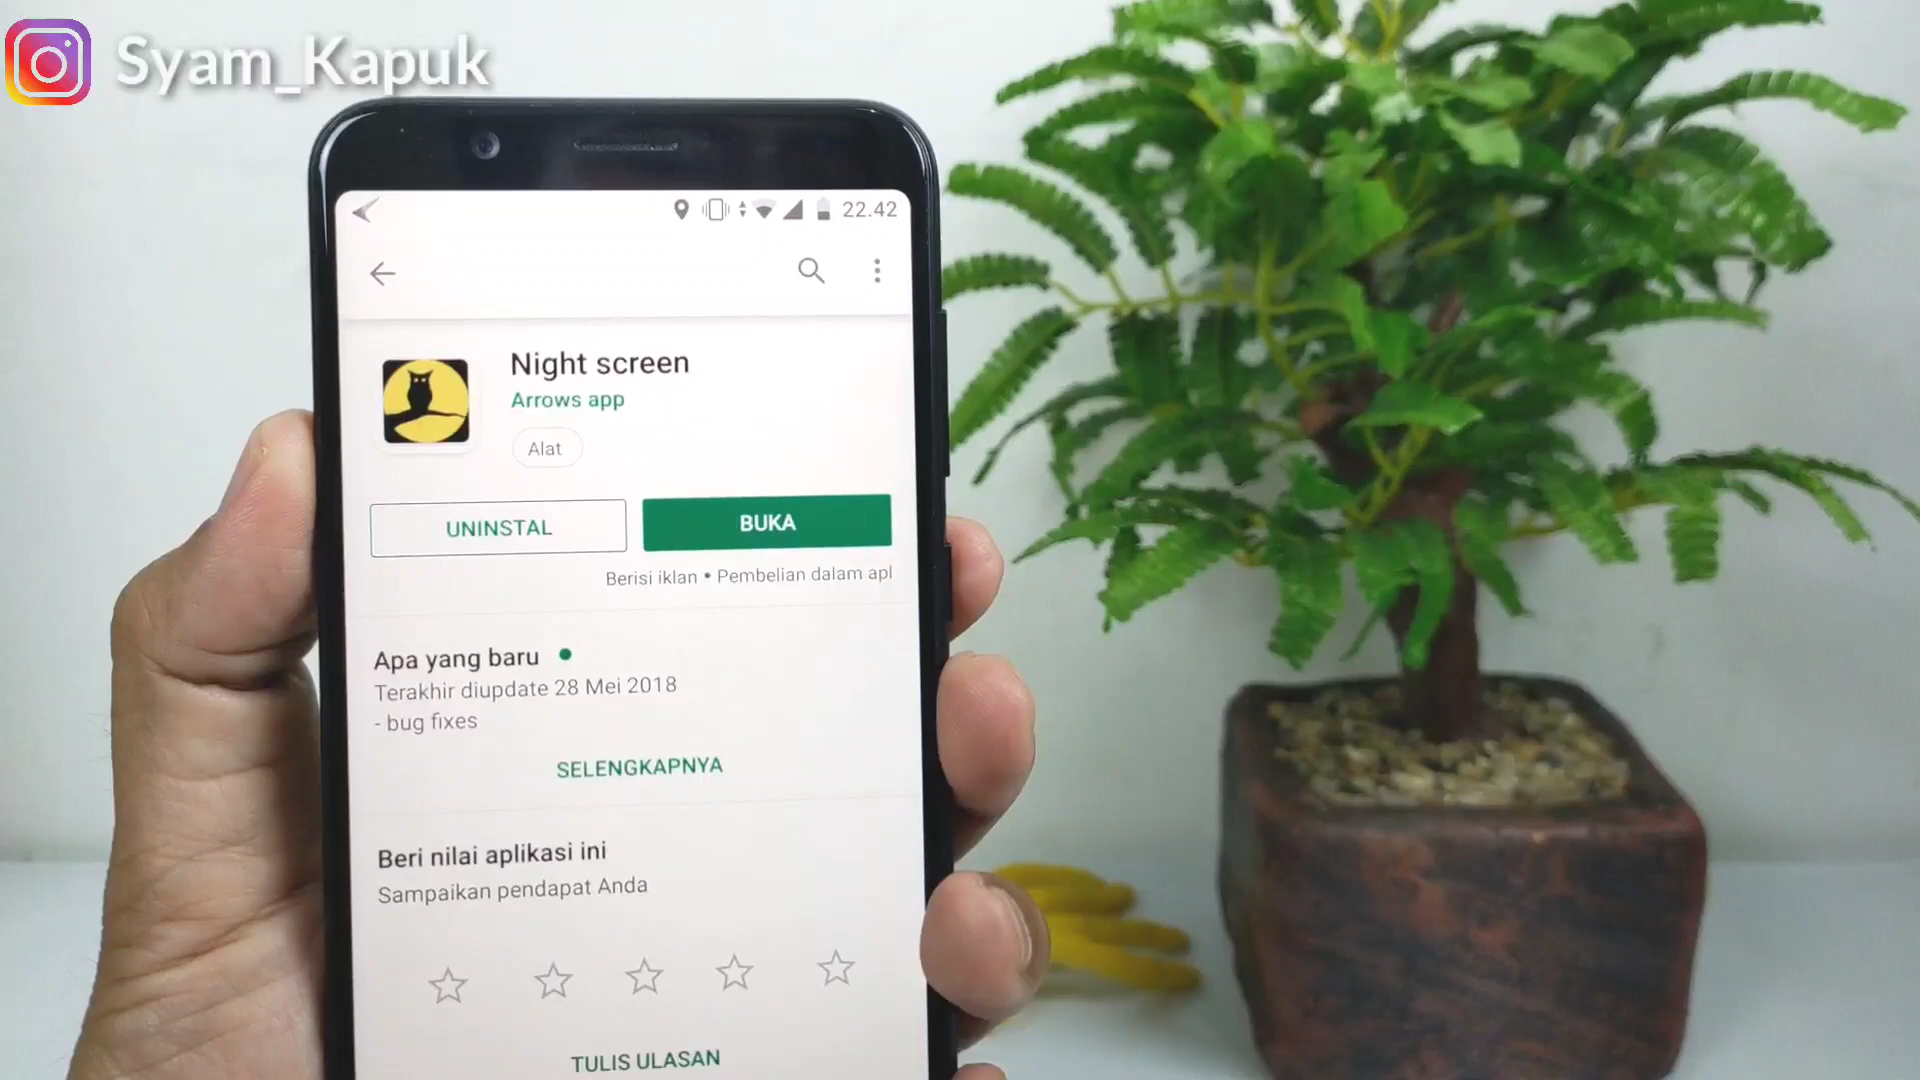 Syam_Kapuk
22.42
Night screen
Arrows app
Alat
UNINSTAL
BUKA
Berisi iklan • Pembelian dalam apl
Apa yang baru
Terakhir diupdate 28 Mei 2018
- bug fixes
SELENGKAPNYA
Beri nilai aplikasi ini
Sampaikan pendapat Anda
TULIS ULASAN